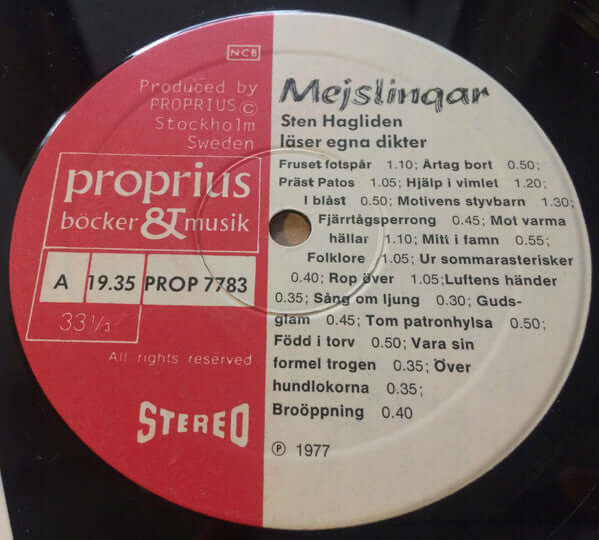 NCB
Produced by
PROPRIUS ©
Stockholm
Sweden
proprius
böcker & musik
A 19.35 PROP 7783
33 1/3
All rights reserved
STEREO
Mejslingar
Sten Hagliden
läser egna dikter
Fruset fotspår 1.10; Årtag bort 0.50;
Präst Patos 1.05; Hjälp i vimlet 1.20;
I blåst 0.50; Motivens styvbarn 1.30;
Fjärrtågsperrong 0.45; Mot varma
hällar 1.10; Mitt i famn 0.55;
Folklore 1.05; Ur sommarasterisker
0.40; Rop över 1.05;Luftens händer
0.35; Sång om ljung 0.30; Guds-
glam 0.45; Tom patronhylsa 0.50;
Född i torv 0.50; Vara sin
formel trogen 0.35; Över
hundlokorna 0.35;
Broöppning 0.40
℗ 1977